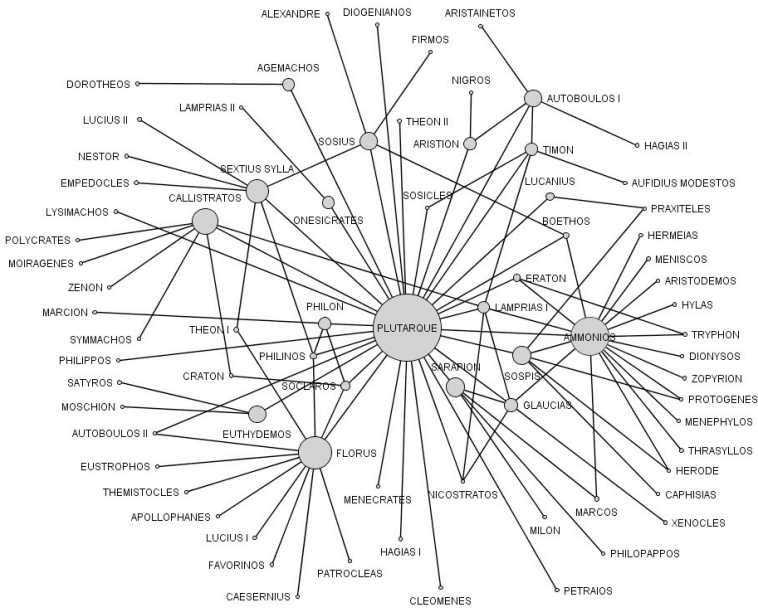 ALEXANDRE
DIOGENIANOS
ARISTAINETOS
FIRMOS
AGEMACHOS
NIGROS
DOROTHEOS
AUTOBOULOS I
LAMPRIAS II
LUCIUS II
THEON II
SOSIUS
ARISTION
HAGIAS II
TIMON
NESTOR
SEXTIUS SYLLA
EMPEDOCLES
LUCANIUS
AUFIDIUS MODESTOS
CALLISTRATOS
SOSICLES
LYSIMACHOS
ONESICRATES
BOETHOS
PRAXITELES
POLYCRATES
HERMEIAS
MOIRAGENES
MENISCOS
ERATON
ARISTODEMOS
ZENON
PHILON
LAMPRIAS I
HYLAS
MARCION
THEON I
PLUTARQUE
AMMONIOS
TRYPHON
SYMMACHOS
PHILINOS
DIONYSOS
PHILIPPOS
SARAPION
SOSPIS
CRATON
SOCLAROS
ZOPYRION
SATYROS
PROTOGENES
MOSCHION
GLAUCIAS
MENEPHYLOS
AUTOBOULOS II
EUTHYDEMOS
FLORUS
THRASYLLOS
EUSTROPHOS
HERODE
THEMISTOCLES
MENECRATES
NICOSTRATOS
CAPHISIAS
APOLLOPHANES
MARCOS
XENOCLES
LUCIUS I
MILON
HAGIAS I
PHILOPAPPOS
FAVORINOS
PATROCLEAS
PETRAIOS
CAESERNIUS
CLEOMENES